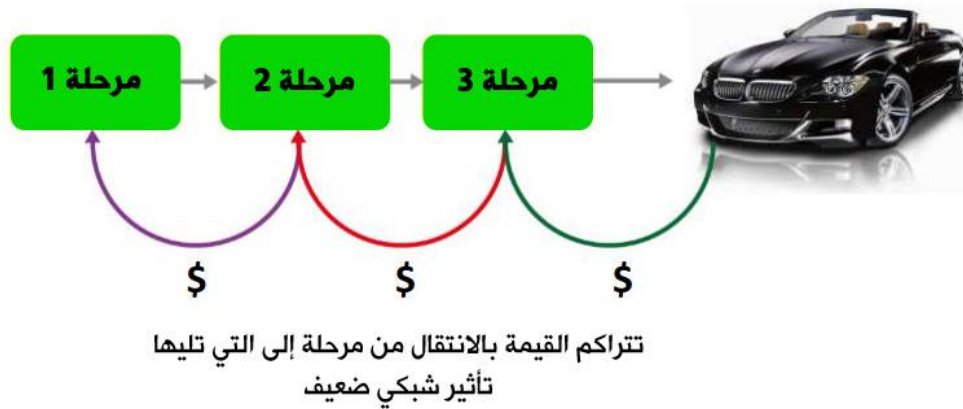 مرحلة 1
مرحلة 2
مرحلة 3
$
$
$
تتراكم القيمة بالانتقال من مرحلة إلى التي تليها
تأثير شبكي ضعيف